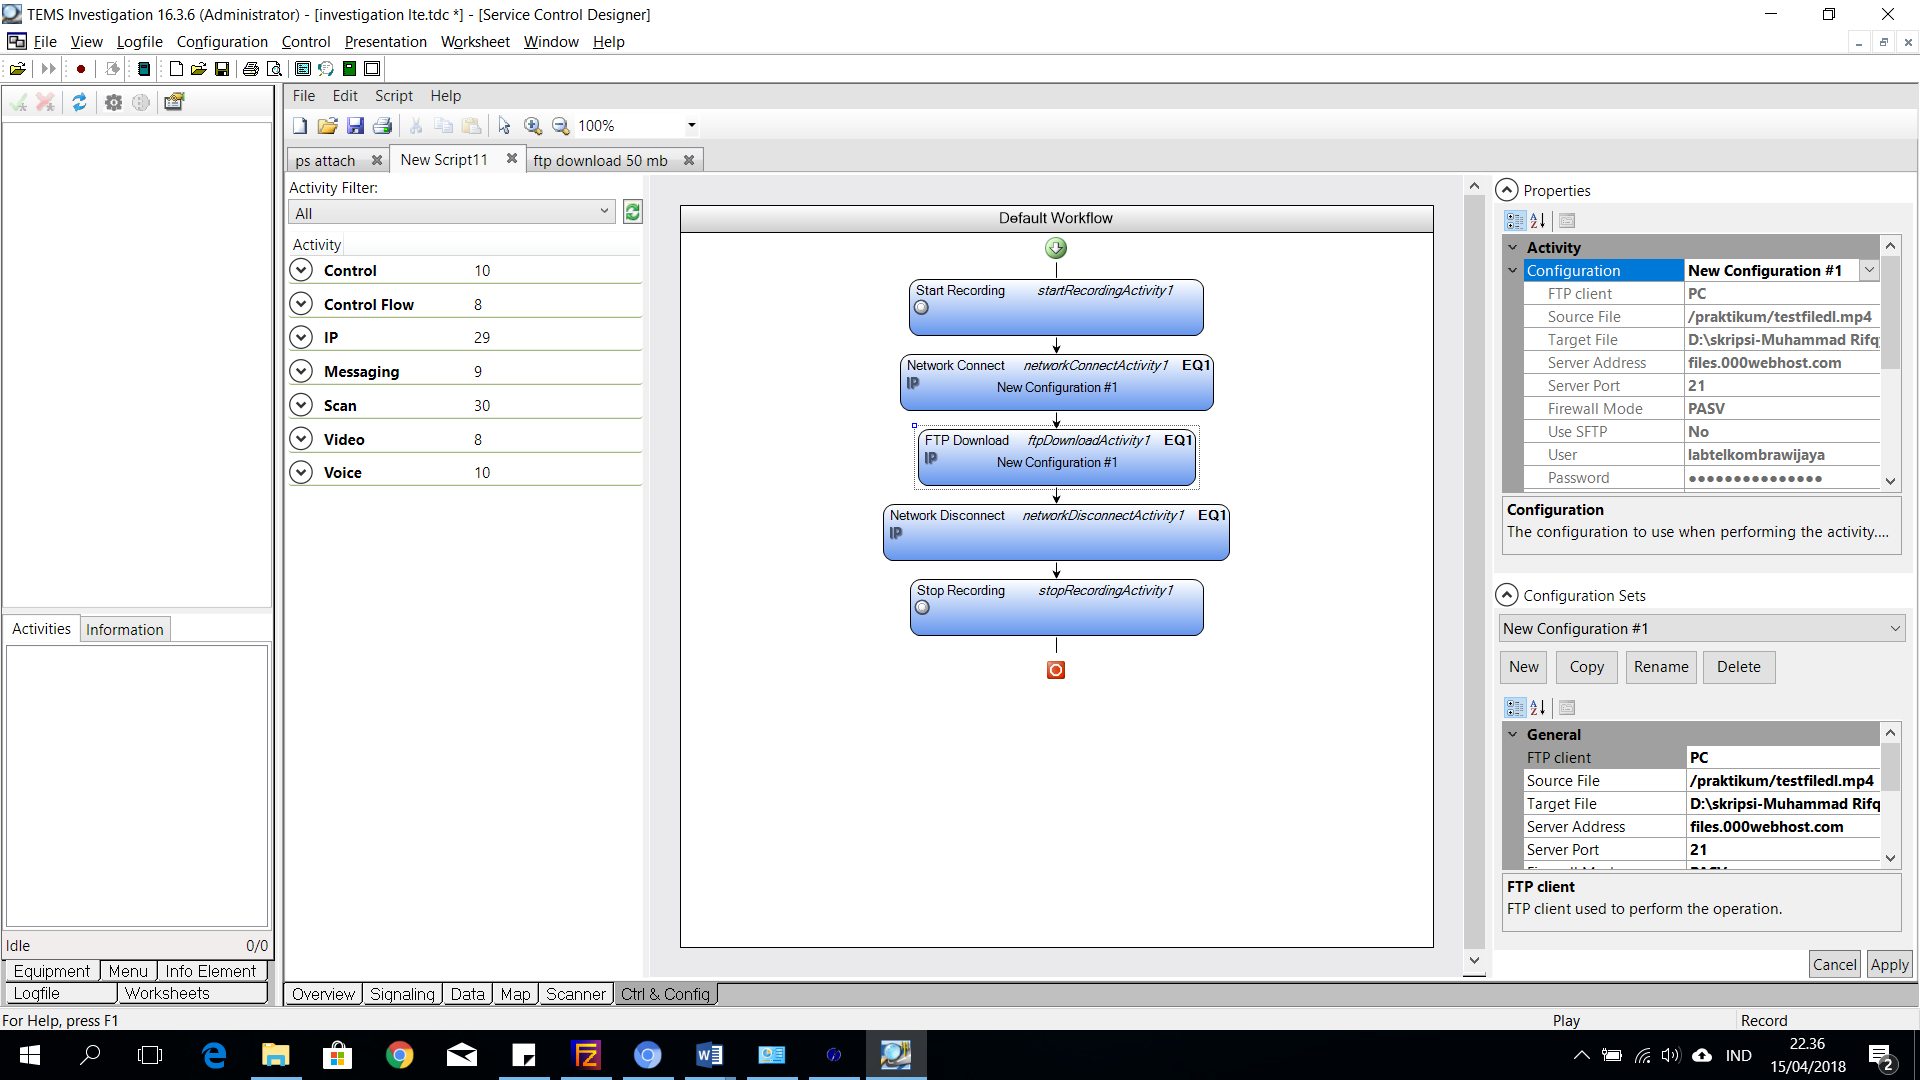 TEMS Investigation 16.3.6 (Administrator) - [investigation lte.tdc *] - [Service Control Designer]
File View Logfile Configuration Control Presentation Worksheet Window Help
File Edit Script Help
100%
ps attach New Script11 ftp download 50 mb
Activity Filter:
All
Activity
Control 10
Control Flow 8
IP 29
Messaging 9
Scan 30
Video 8
Voice 10
Default Workflow
Start Recording startRecordingActivity1
Network Connect networkConnectActivity1 EQ1
IP New Configuration #1
FTP Download ftpDownloadActivity1 EQ1
IP New Configuration #1
Network Disconnect networkDisconnectActivity1 EQ1
IP
Stop Recording stopRecordingActivity1
Properties
Activity
Configuration New Configuration #1
FTP client PC
Source File /praktikum/testfiledl.mp4
Target File D:\skripsi-Muhammad Rifq
Server Address files.000webhost.com
Server Port 21
Firewall Mode PASV
Use SFTP No
User labtelkombrawijaya
Password ●●●●●●●●●●●●●●●
Configuration
The configuration to use when performing the activity....
Configuration Sets
New Configuration #1
New Copy Rename Delete
General
FTP client PC
Source File /praktikum/testfiledl.mp4
Target File D:\skripsi-Muhammad Rifq
Server Address files.000webhost.com
Server Port 21
FTP client
FTP client used to perform the operation.
Cancel Apply
Activities Information
Idle 0/0
Equipment Menu Info Element
Logfile Worksheets
Overview Signaling Data Map Scanner Ctrl & Config
For Help, press F1 Play Record
IND 22.36
15/04/2018
2